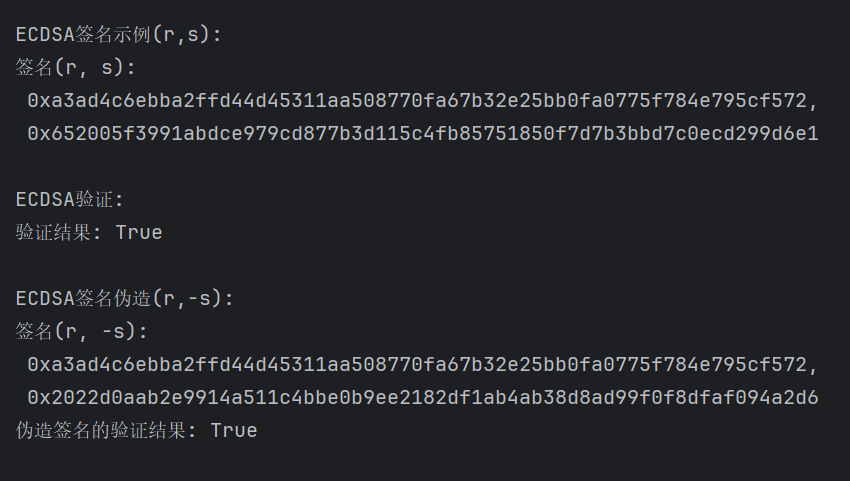 ECDSA签名示例(r,s):
签名(r, s):
0xa3ad4c6ebba2ffd44d45311aa508770fa67b32e25bb0fa0775f784e795cf572,
0x652005f3991abdce979cd877b3d115c4fb85751850f7d7b3bbd7c0ecd299d6e1
ECDSA验证:
验证结果: True
ECDSA签名伪造(r,-s):
签名(r, -s):
0xa3ad4c6ebba2ffd44d45311aa508770fa67b32e25bb0fa0775f784e795cf572,
0x2022d0aab2e9914a511c4bbe0b9ee2182df1ab4ab38d8ad99f0f8dfaf094a2d6
伪造签名的验证结果: True